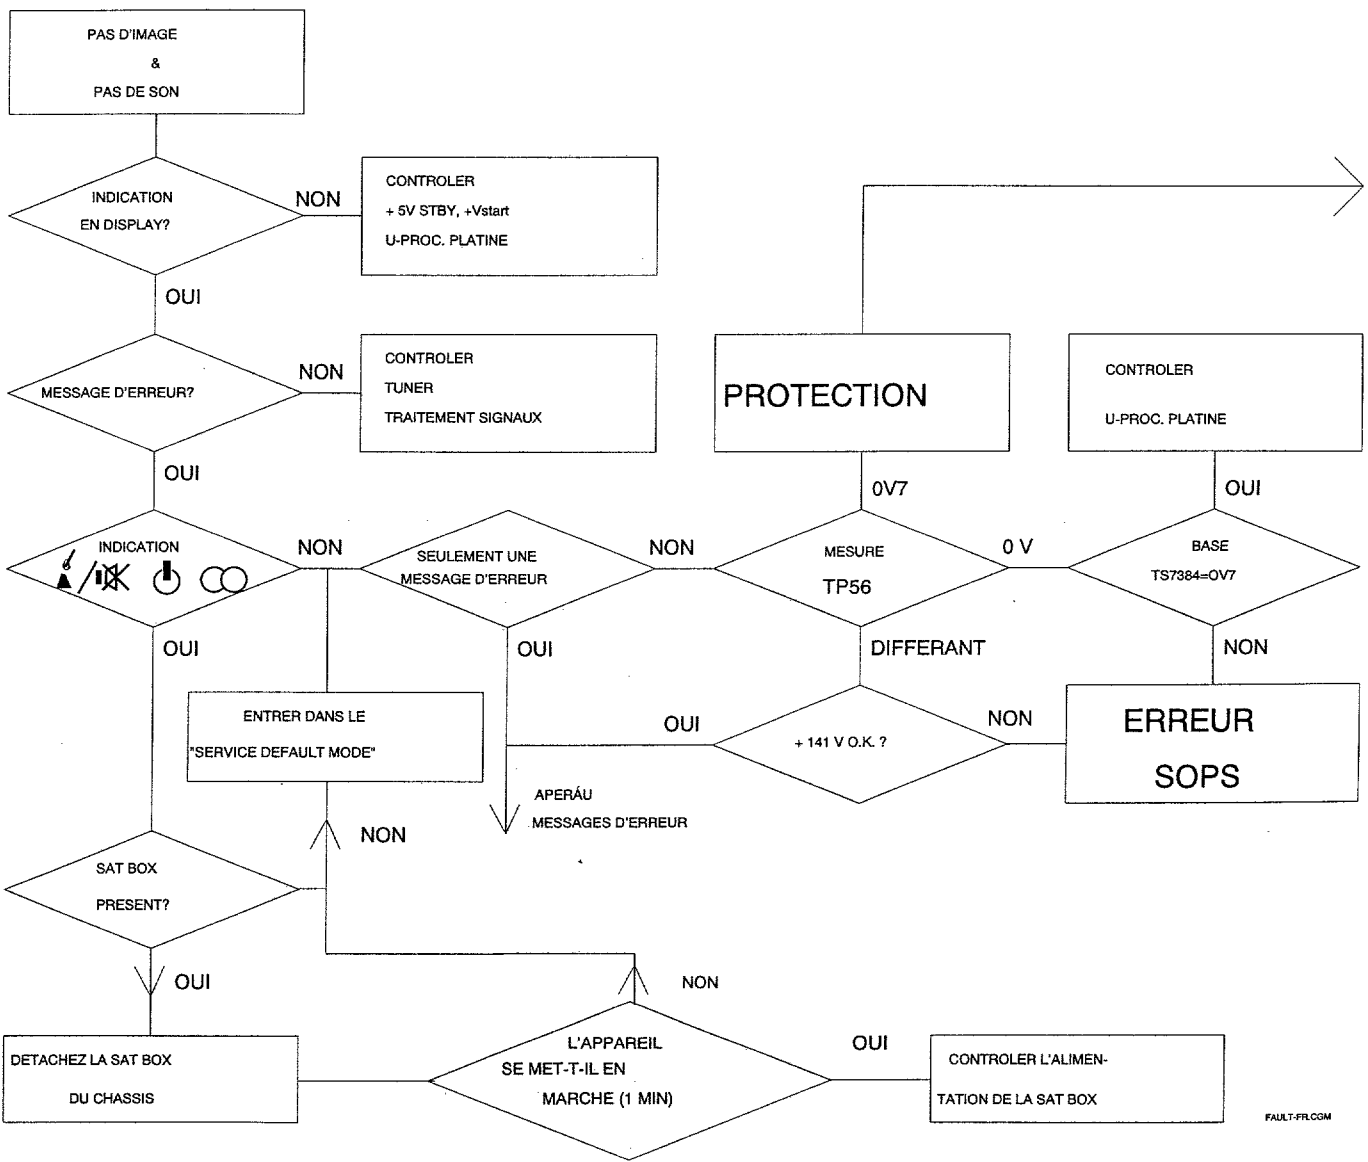 PAS D'IMAGE
&
PAS DE SON
INDICATION
EN DISPLAY?
NON
CONTROLER
+ 5V STBY, +Vstart
U-PROC. PLATINE
OUI
MESSAGE D'ERREUR?
NON
CONTROLER
TUNER
TRAITEMENT SIGNAUX
PROTECTION
CONTROLER
U-PROC. PLATINE
OUI
0V7
OUI
INDICATION
NON
SEULEMENT UNE
MESSAGE D'ERREUR
NON
MESURE
TP56
0 V
BASE
TS7384=OV7
OUI
OUI
DIFFERANT
NON
ENTRER DANS LE
"SERVICE DEFAULT MODE"
OUI
+ 141 V O.K. ?
NON
ERREUR
SOPS
APERÁU
MESSAGES D'ERREUR
NON
SAT BOX
PRESENT?
OUI
NON
DETACHEZ LA SAT BOX
DU CHASSIS
L'APPAREIL
SE MET-T-IL EN
MARCHE (1 MIN)
OUI
CONTROLER L'ALIMEN-
TATION DE LA SAT BOX
FAULT-FR.CGM